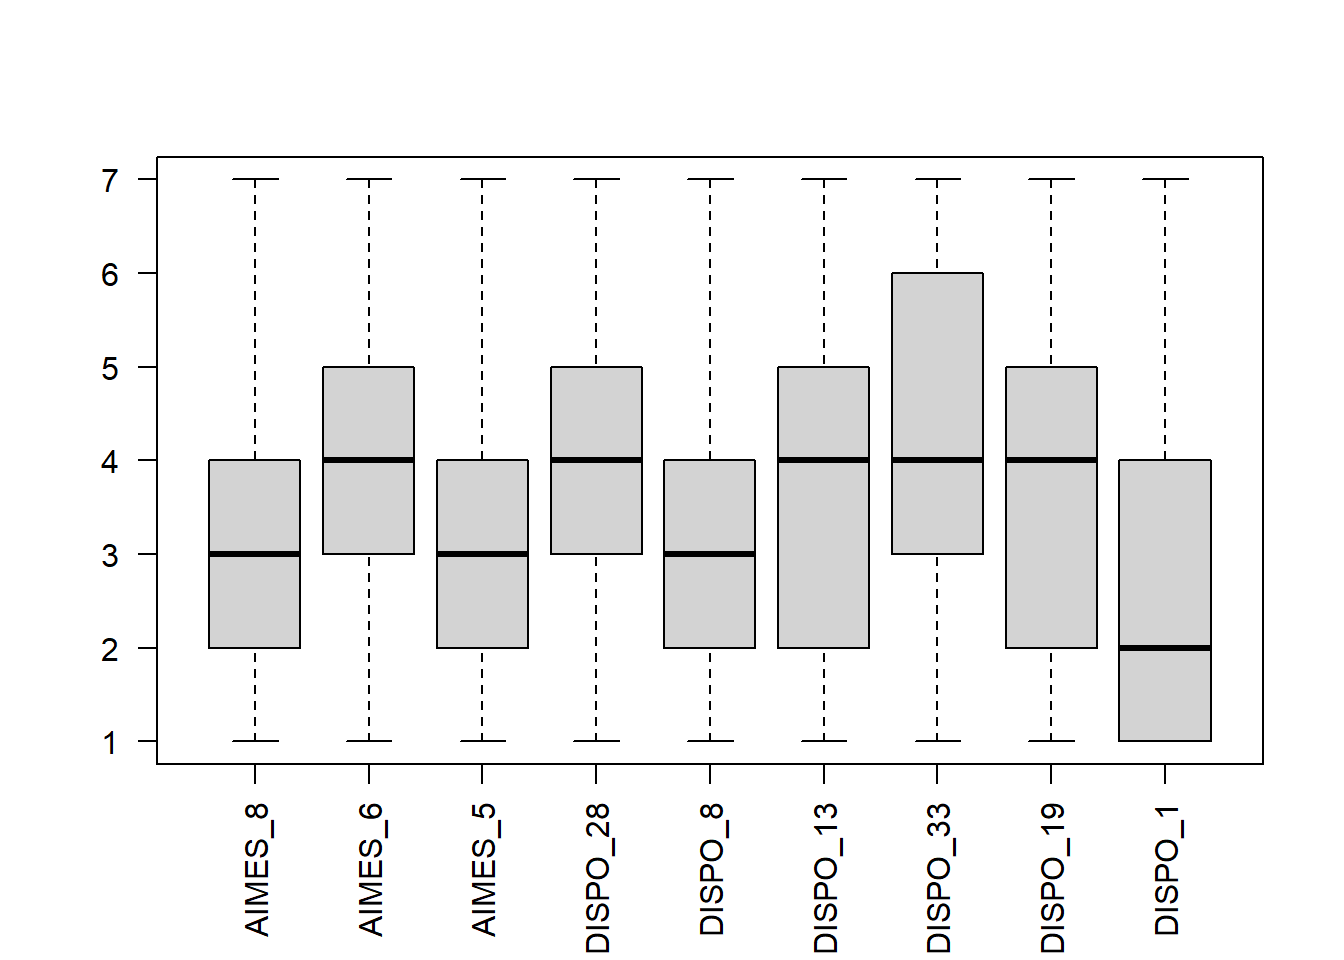 7
6
5
4
3
2
1
AIMES_8
AIMES_6
AIMES_5
DISPO_28
DISPO_8
DISPO_13
DISPO_33
DISPO_19
DISPO_1